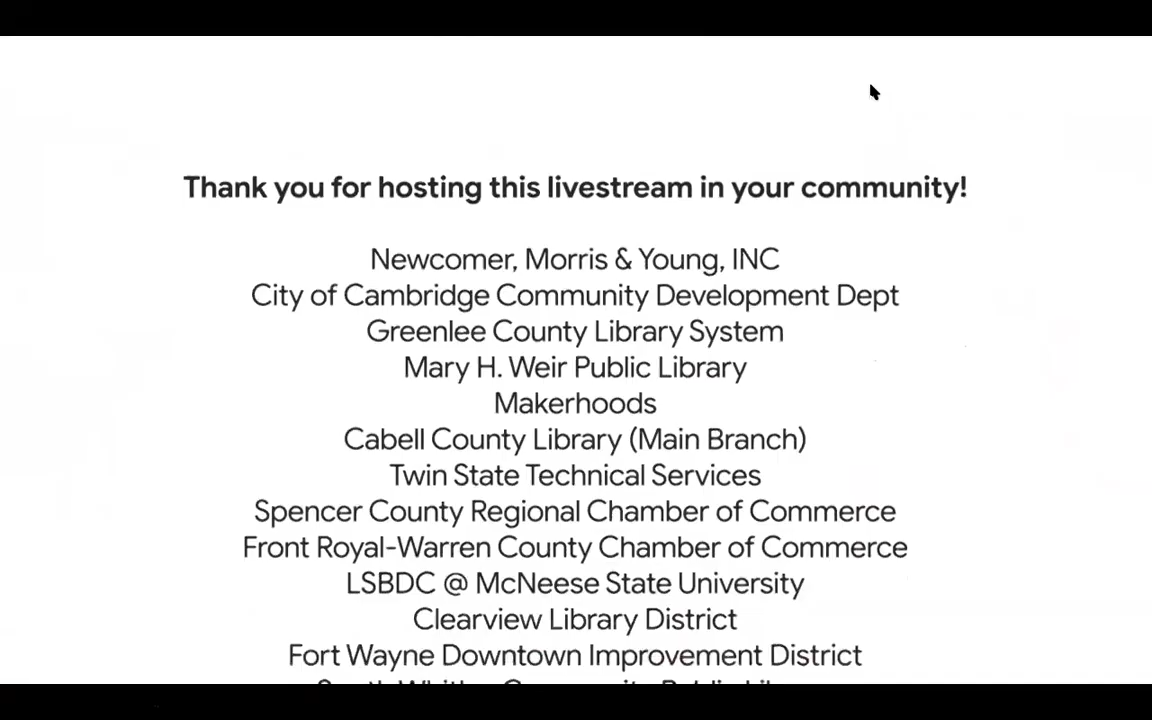 Thank you for hosting this livestream in your community!
Newcomer, Morris & Young, INC
City of Cambridge Community Development Dept
Greenlee County Library System
Mary H. Weir Public Library
Makerhoods
Cabell County Library (Main Branch)
Twin State Technical Services
Spencer County Regional Chamber of Commerce
Front Royal-Warren County Chamber of Commerce
LSBDC @ McNeese State University
Clearview Library District
Fort Wayne Downtown Improvement District